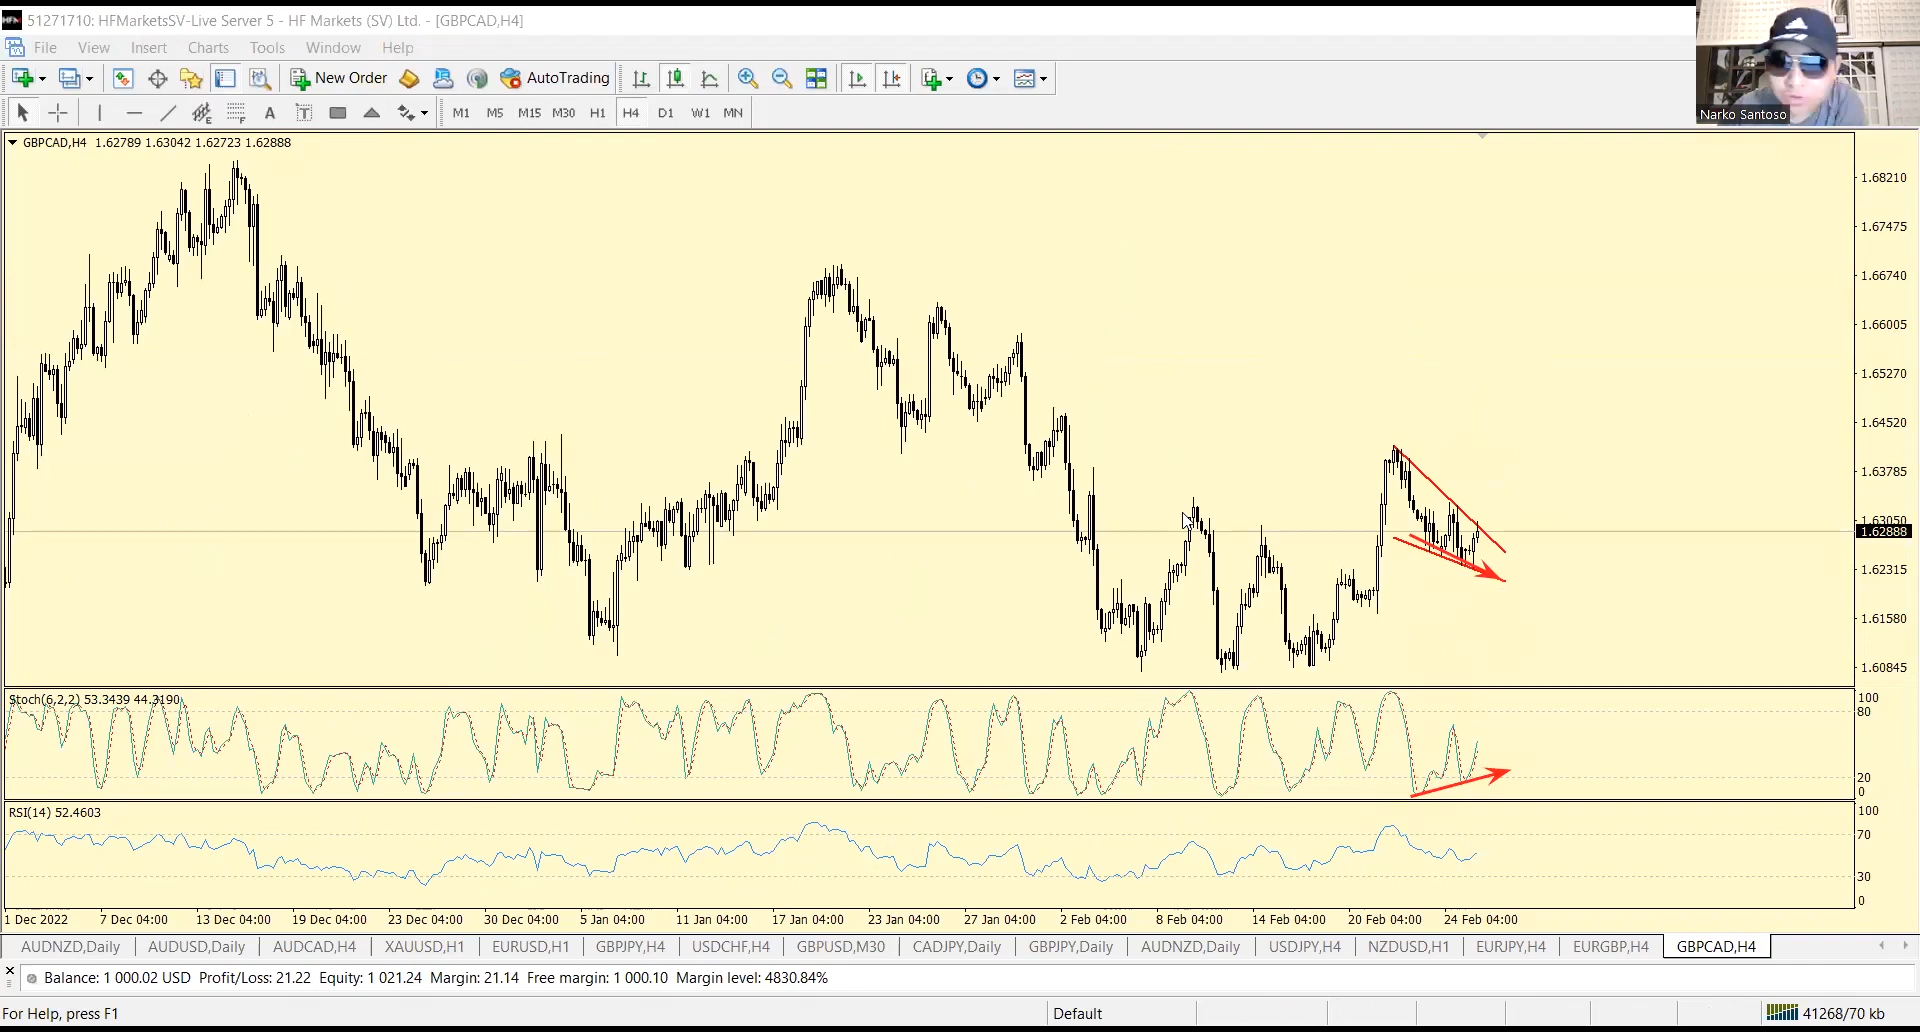 HFM 51271710: HFMarketsSV-Live Server 5 - HF Markets (SV) Ltd. - [GBPCAD,H4]
File View Insert Charts Tools Window Help
New Order AutoTrading
E F A T M1 M5 M15 M30 H1 H4 D1 W1 MN
Narko Santoso
GBPCAD,H4 1.62789 1.63042 1.62723 1.62888
1.68210
1.67475
1.66740
1.66005
1.65270
1.64520
1.63785
1.63050
1.62888
1.62315
1.61580
1.60845
Stoch(6,2,2) 53.3439 44.3190
100
80
20
0
RSI(14) 52.4603
100
70
30
0
1 Dec 2022 7 Dec 04:00 13 Dec 04:00 19 Dec 04:00 23 Dec 04:00 30 Dec 04:00 5 Jan 04:00 11 Jan 04:00 17 Jan 04:00 23 Jan 04:00 27 Jan 04:00 2 Feb 04:00 8 Feb 04:00 14 Feb 04:00 20 Feb 04:00 24 Feb 04:00
AUDNZD,Daily AUDUSD,Daily AUDCAD,H4 XAUUSD,H1 EURUSD,H1 GBPJPY,H4 USDCHF,H4 GBPUSD,M30 CADJPY,Daily GBPJPY,Daily AUDNZD,Daily USDJPY,H4 NZDUSD,H1 EURJPY,H4 EURGBP,H4 GBPCAD,H4
Balance: 1 000.02 USD Profit/Loss: 21.22 Equity: 1 021.24 Margin: 21.14 Free margin: 1 000.10 Margin level: 4830.84%
For Help, press F1 Default 41268/70 kb